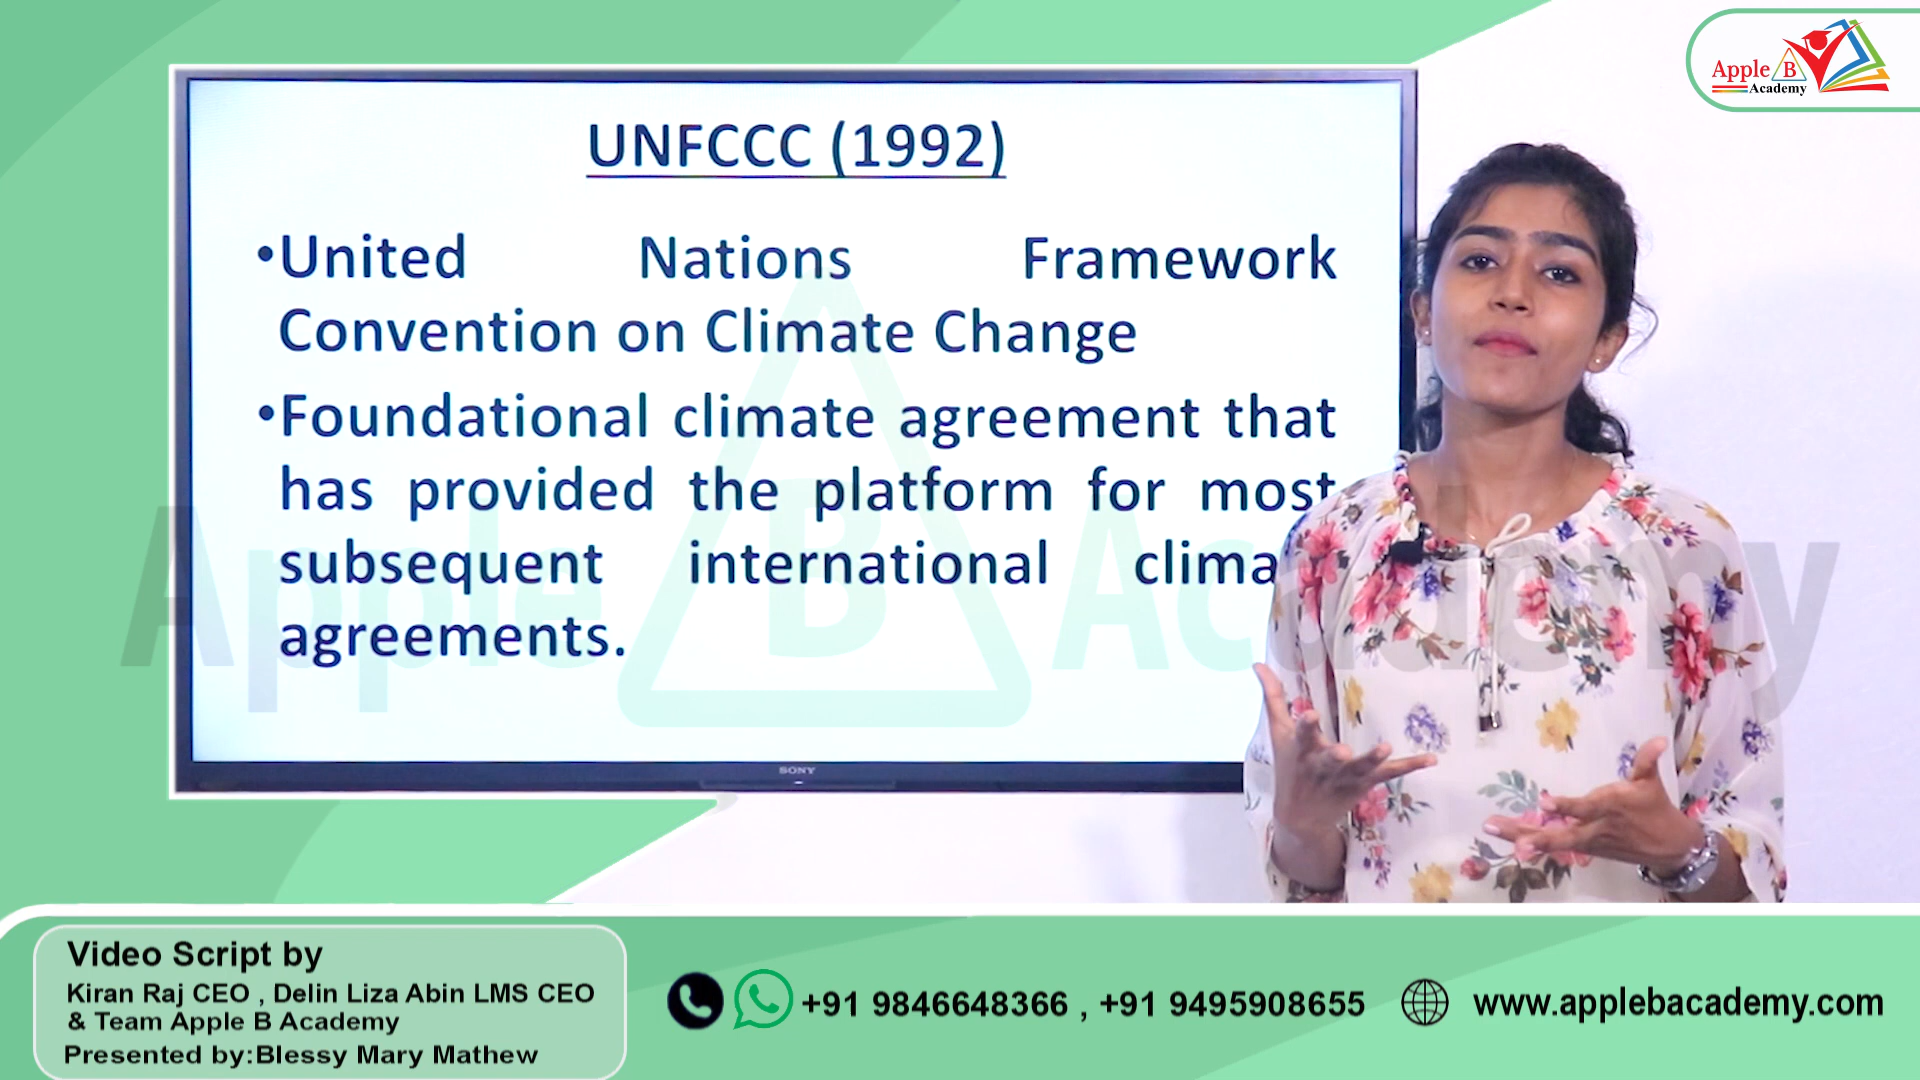 Apple B
Academy
UNFCCC (1992)
•United Nations Framework
Convention on Climate Change
•Foundational climate agreement that
has provided the platform for most
subsequent international clima
agreements.
Apple B Academy
SONY
Video Script by
Kiran Raj CEO , Delin Liza Abin LMS CEO
& Team Apple B Academy
Presented by:Blessy Mary Mathew
+91 9846648366 , +91 9495908655
www.applebacademy.com